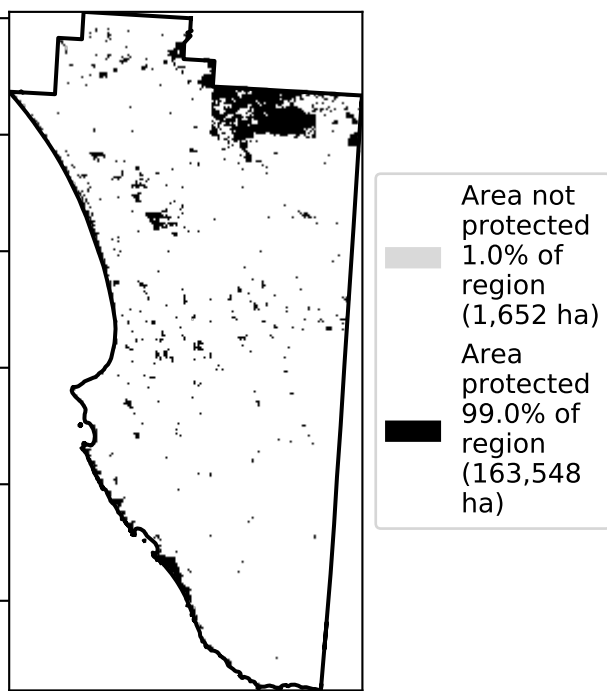 Area not
protected
1.0% of
region
(1,652 ha)
Area
protected
99.0% of
region
(163,548
ha)